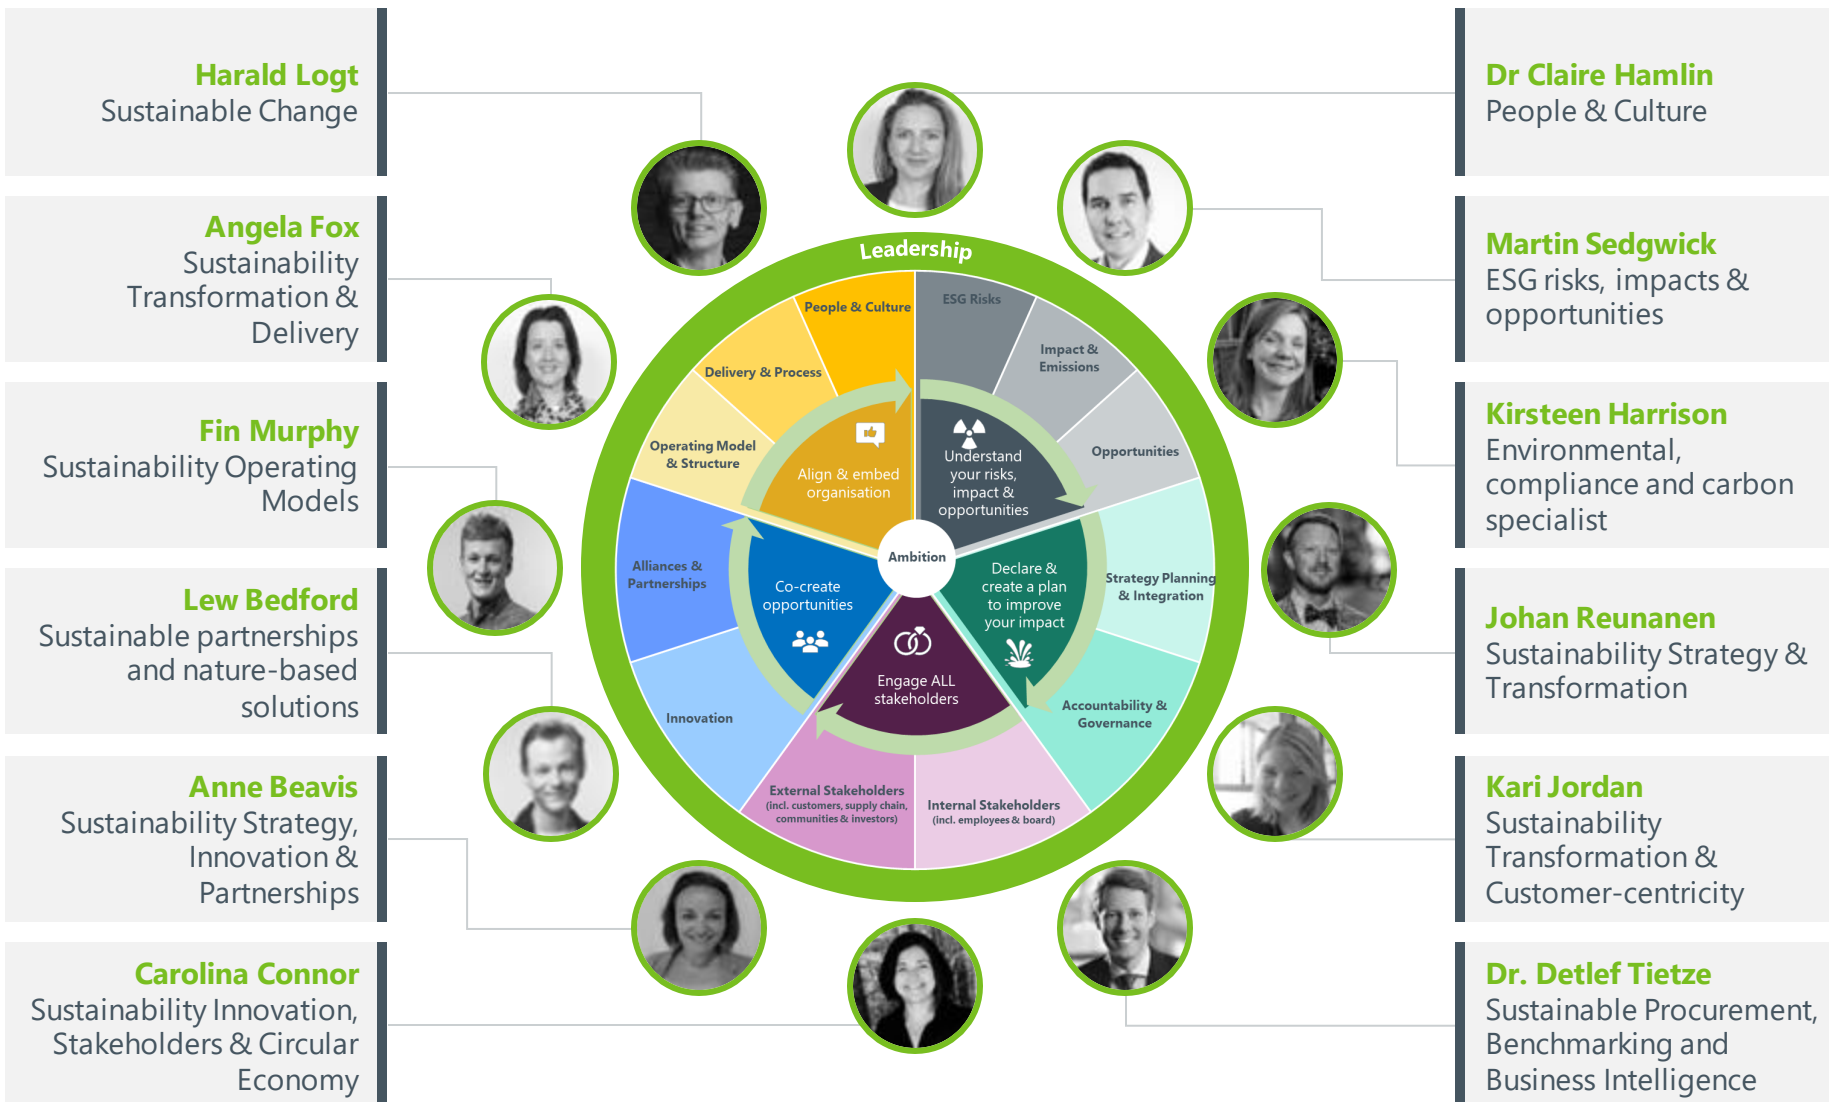 Harald Logt
Sustainable Change
Angela Fox
Sustainability
Transformation &
Delivery
Fin Murphy
Sustainability Operating
Models
Lew Bedford
Sustainable partnerships
and nature-based
solutions
Anne Beavis
Sustainability Strategy,
Innovation &
Partnerships
Carolina Connor
Sustainability Innovation,
Stakeholders & Circular
Economy
Leadership
People & Culture
ESG Risks
Impact &
Emissions
Delivery & Process
Opportunities
Operating Model
& Structure
Align & embed
organisation
Understand
your risks,
impact &
opportunities
Ambition
Alliances &
Partnerships
Co-create
opportunities
Declare &
create a plan
to improve
your impact
Strategy Planning
& Integration
Engage ALL
stakeholders
Innovation
Accountability &
Governance
External Stakeholders
(incl. customers, supply chain,
communities & investors)
Internal Stakeholders
(incl. employees & board)
Dr Claire Hamlin
People & Culture
Martin Sedgwick
ESG risks, impacts &
opportunities
Kirsteen Harrison
Environmental,
compliance and carbon
specialist
Johan Reunanen
Sustainability Strategy &
Transformation
Kari Jordan
Sustainability
Transformation &
Customer-centricity
Dr. Detlef Tietze
Sustainable Procurement,
Benchmarking and
Business Intelligence